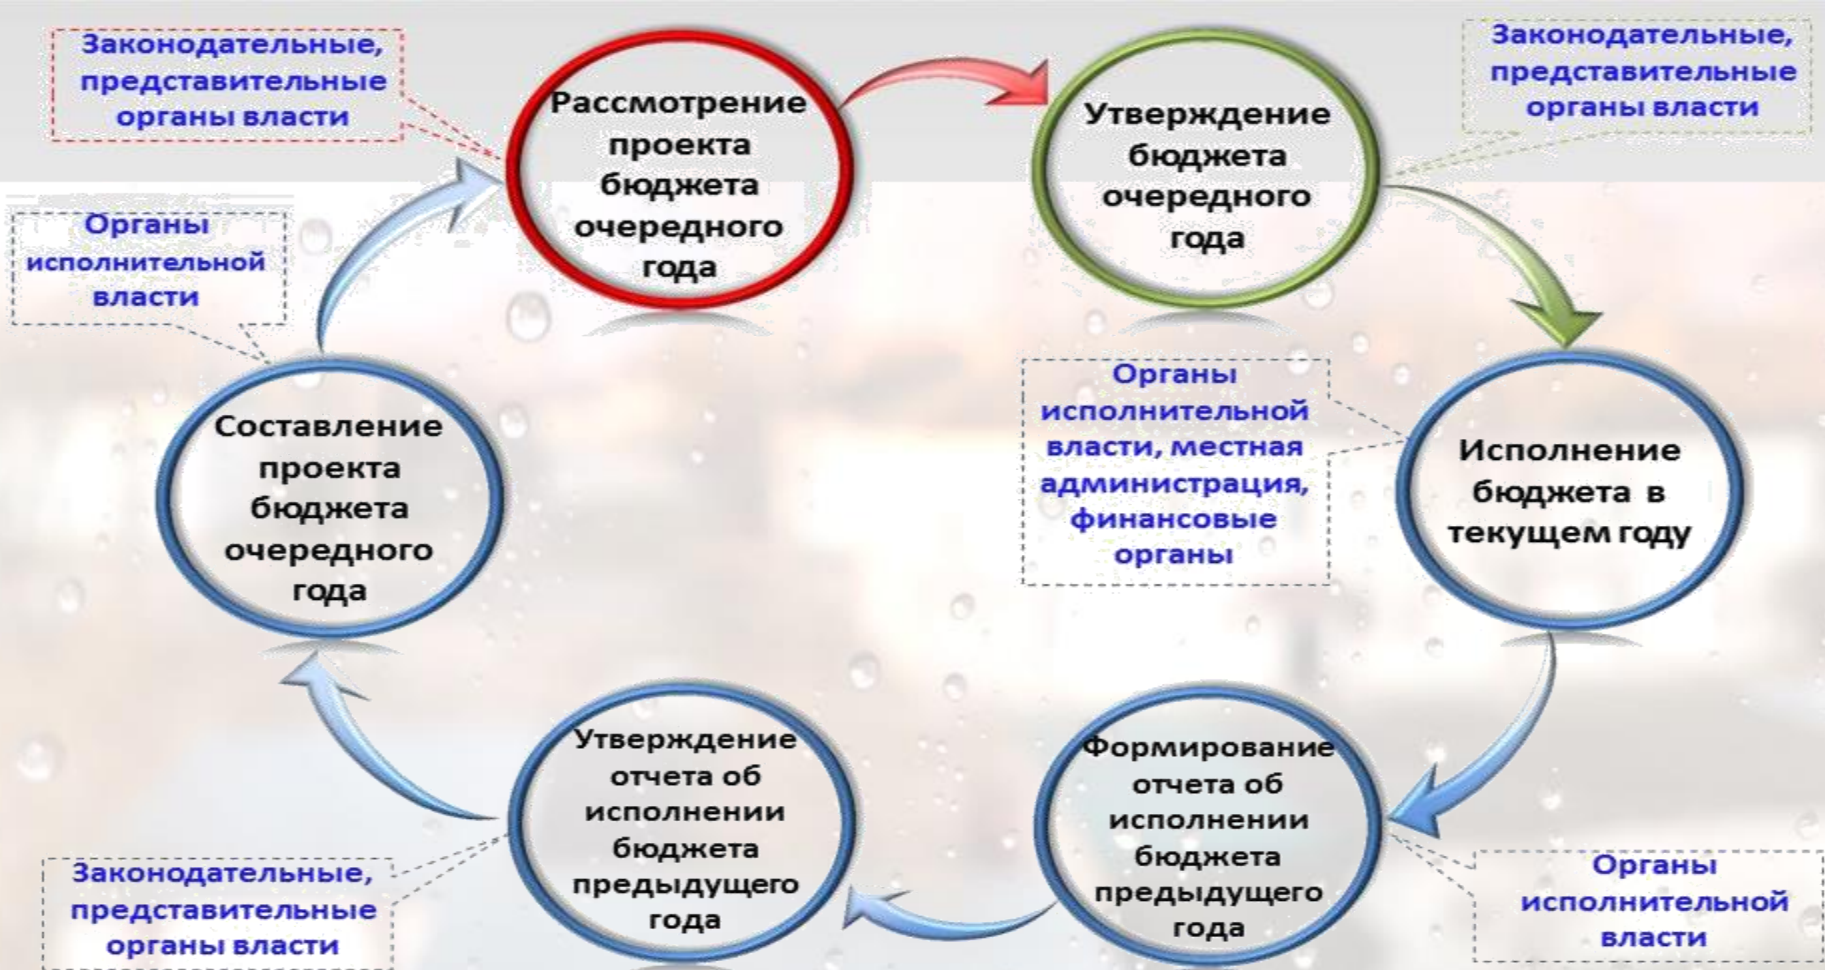 Законодательные,
представительные
органы власти
Рассмотрение
проекта
бюджета
очередного
года
Утверждение
бюджета
очередного
года
Законодательные,
представительные
органы власти
Органы
исполнительной
власти
Составление
проекта
бюджета
очередного
года
Органы
исполнительной
власти, местная
администрация,
финансовые
органы
Исполнение
бюджета в
текущем году
Утверждение
отчета об
исполнении
бюджета
предыдущего
года
Формирование
отчета об
исполнении
бюджета
предыдущего
года
Законодательные,
представительные
органы власти
Органы
исполнительной
власти